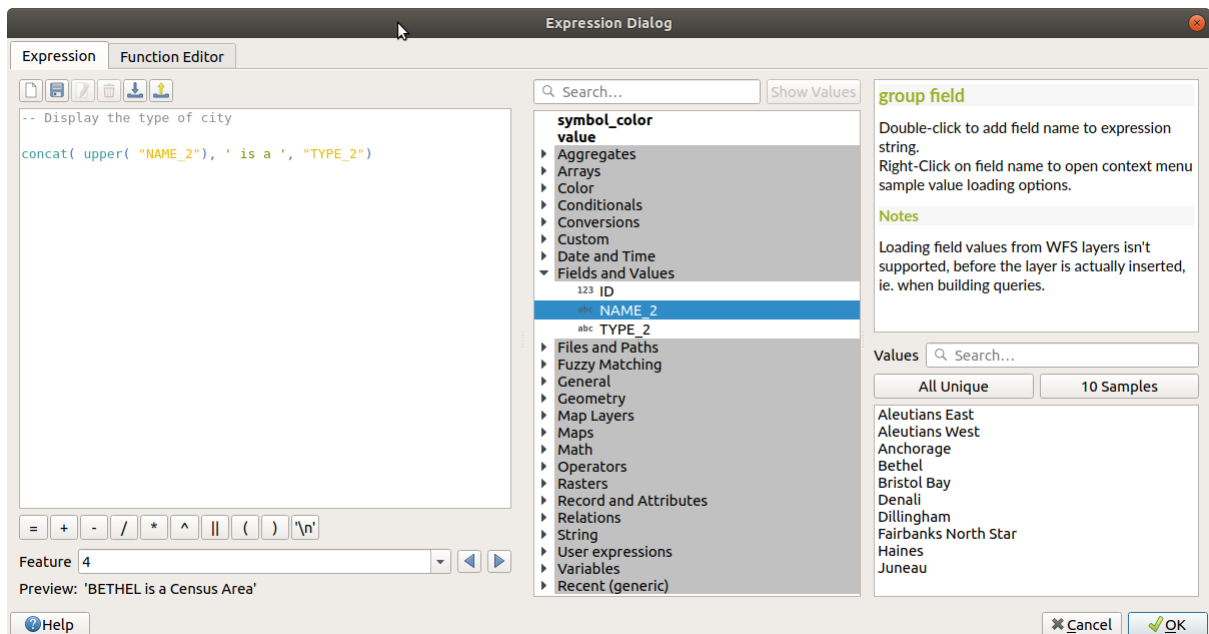 Expression Dialog
Expression
Function Editor
-- Display the type of city
concat( upper( "NAME_2"), ' is a ', "TYPE_2")
= + - / * ^ || ( ) '\n'
Feature 4
Preview: 'BETHEL is a Census Area'
Help
Search...
Show Values
symbol_color
value
Aggregates
Arrays
Color
Conditionals
Conversions
Custom
Date and Time
Fields and Values
123 ID
abc NAME_2
abc TYPE_2
Files and Paths
Fuzzy Matching
General
Geometry
Map Layers
Maps
Math
Operators
Rasters
Record and Attributes
Relations
String
User expressions
Variables
Recent (generic)
group field
Double-click to add field name to expression
string.
Right-Click on field name to open context menu
sample value loading options.
Notes
Loading field values from WFS layers isn't
supported, before the layer is actually inserted,
ie. when building queries.
Values Search...
All Unique
10 Samples
Aleutians East
Aleutians West
Anchorage
Bethel
Bristol Bay
Denali
Dillingham
Fairbanks North Star
Haines
Juneau
Cancel
OK